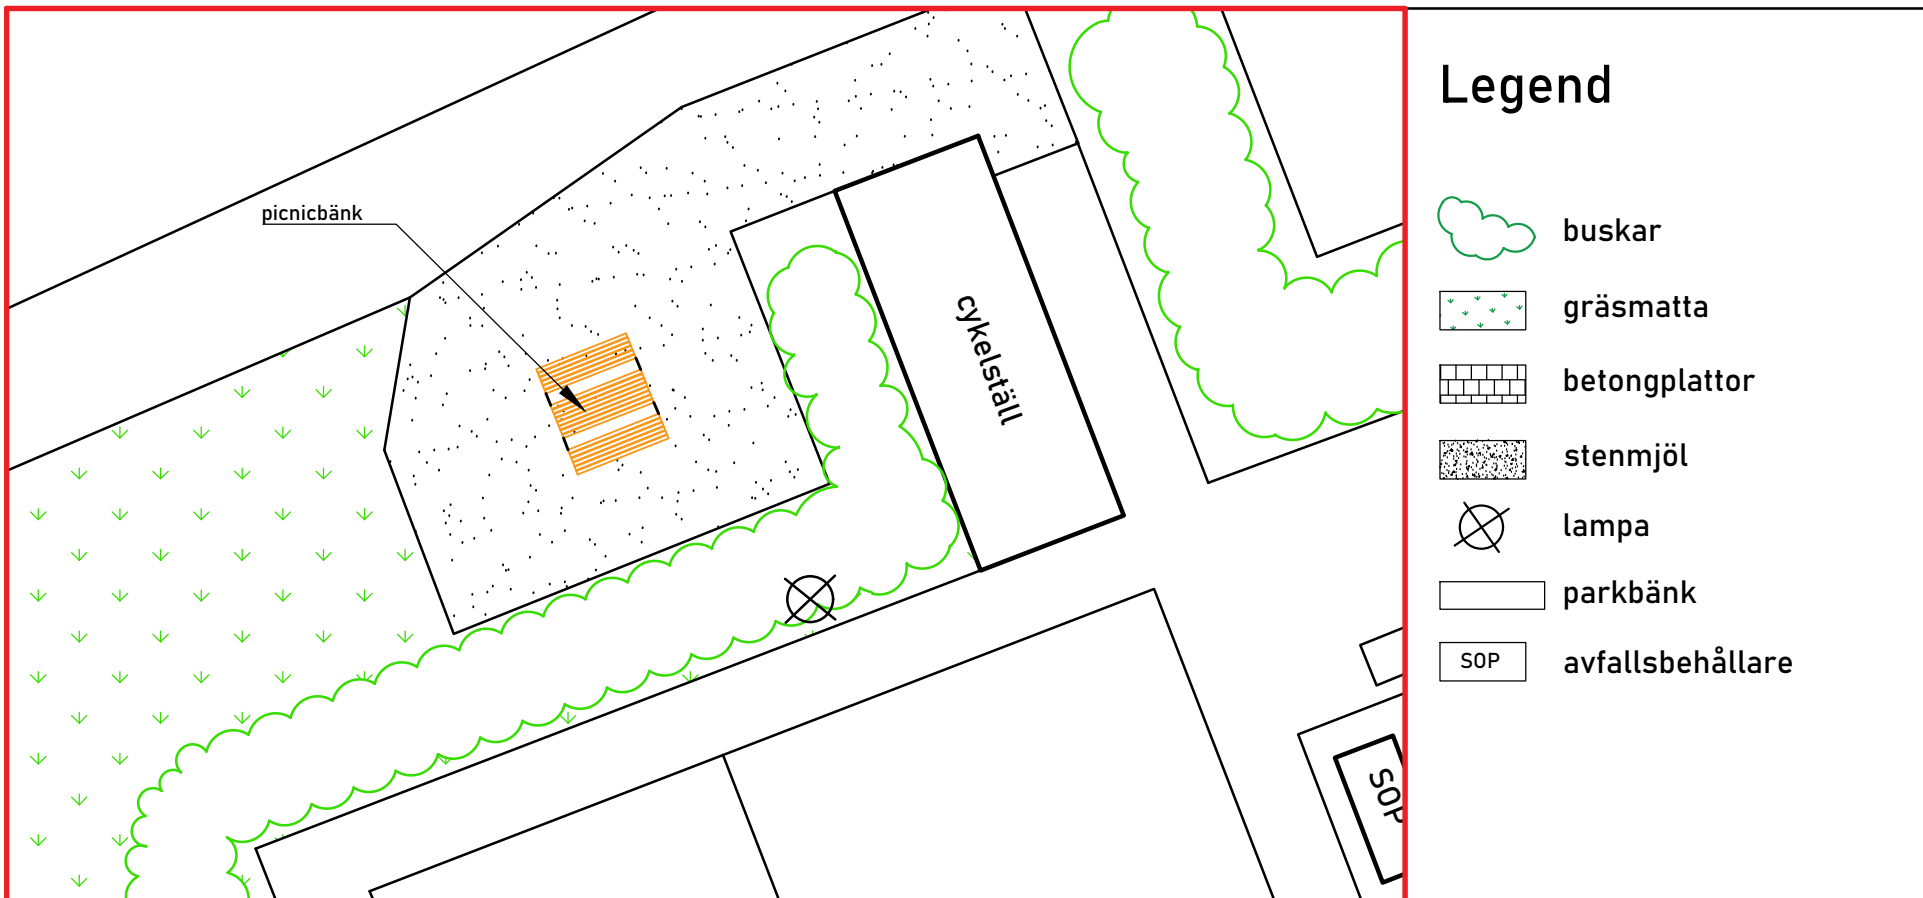 picnicbänk
cykelställ
SOP
Legend
buskar
gräsmatta
betongplattor
stenmjöl
lampa
parkbänk
SOP avfallsbehållare